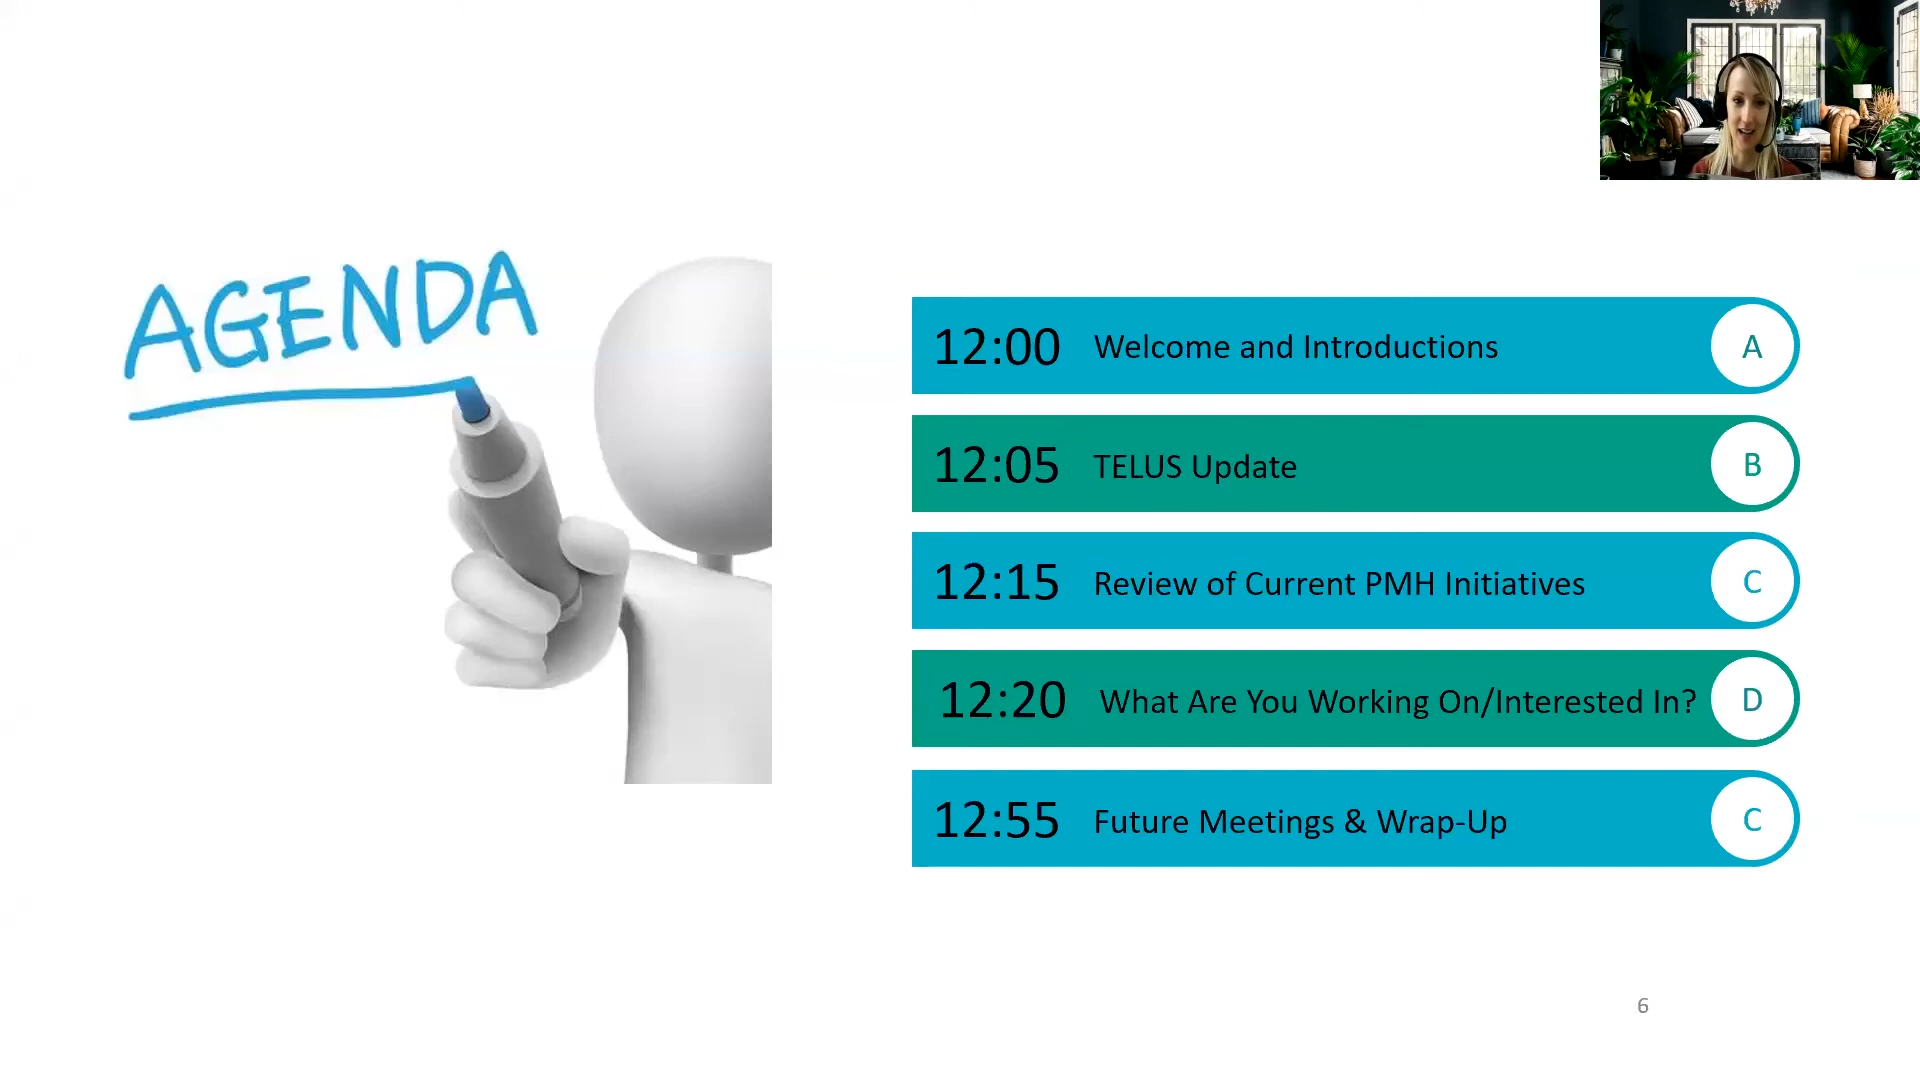 AGENDA
12:00 Welcome and Introductions A
12:05 TELUS Update B
12:15 Review of Current PMH Initiatives C
12:20 What Are You Working On/Interested In? D
12:55 Future Meetings & Wrap-Up C
6